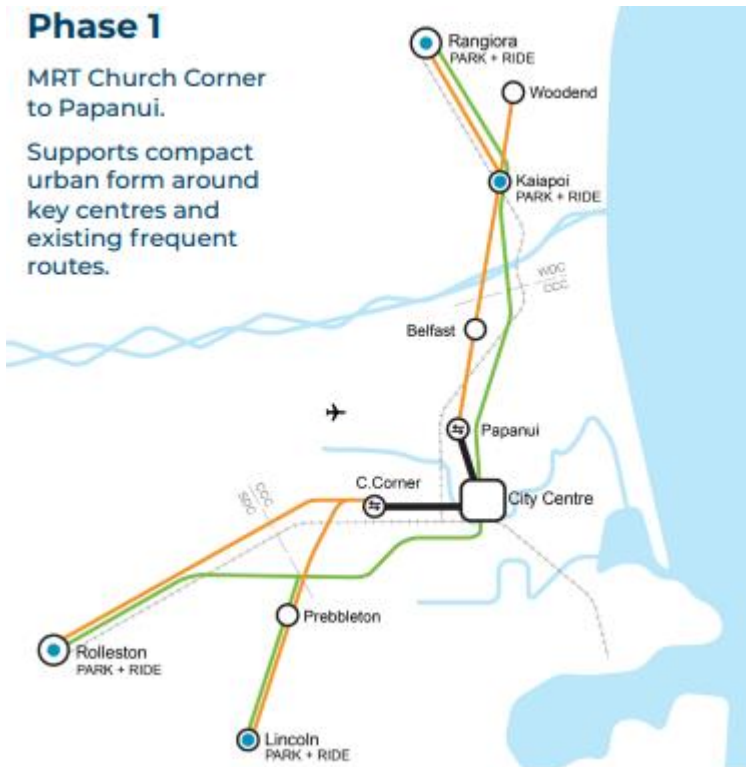 Phase 1
MRT Church Corner
to Papanui.
Supports compact
urban form around
key centres and
existing frequent
routes.
Rangiora
PARK + RIDE
Woodend
Kaiapoi
PARK + RIDE
WDC
CCC
Belfast
Papanui
C.Corner
City Centre
CCC
SDC
Prebbleton
Rolleston
PARK + RIDE
Lincoln
PARK + RIDE